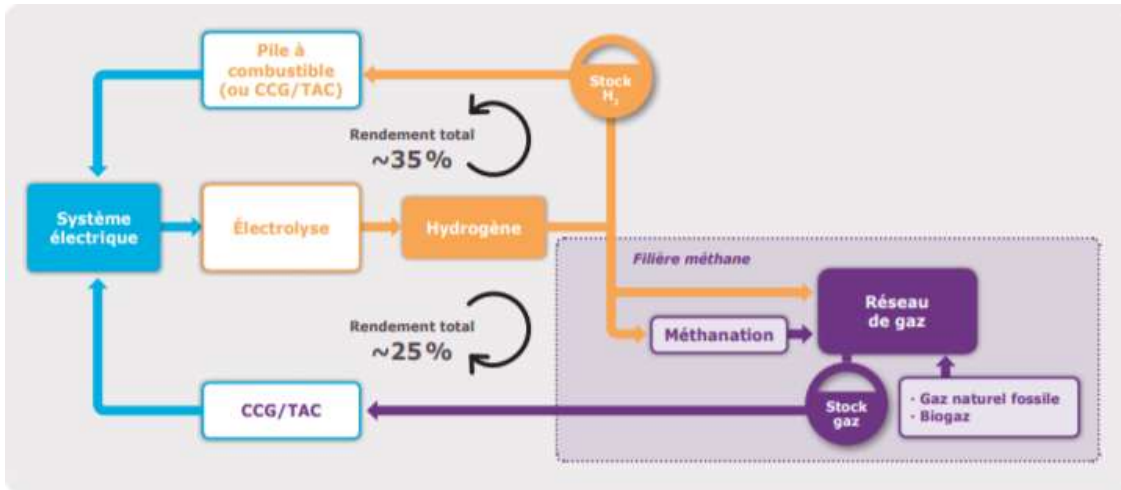 Pile à
combustible
(ou CCG/TAC)
Stock
H₂
Rendement total
~35%
Système
électrique
Électrolyse
Hydrogène
Filière méthane
Réseau
de gaz
Méthanation
Rendement total
~25%
CCG/TAC
Stock
gaz
· Gaz naturel fossile
· Biogaz